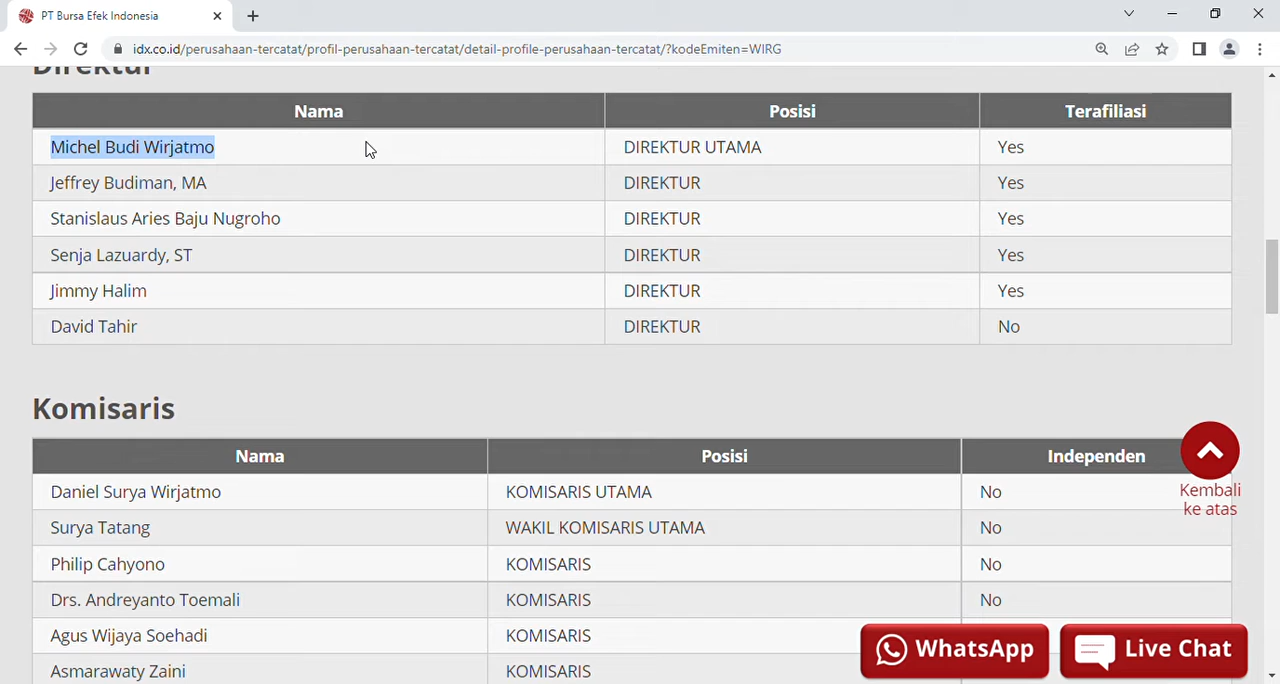 PT Bursa Efek Indonesia
idx.co.id/perusahaan-tercatat/profil-perusahaan-tercatat/detail-profile-perusahaan-tercatat/?kodeEmiten=WIRG
Direktur
Nama Posisi Terafiliasi
Michel Budi Wirjatmo DIREKTUR UTAMA Yes
Jeffrey Budiman, MA DIREKTUR Yes
Stanislaus Aries Baju Nugroho DIREKTUR Yes
Senja Lazuardy, ST DIREKTUR Yes
Jimmy Halim DIREKTUR Yes
David Tahir DIREKTUR No
Komisaris
Nama Posisi Independen
Daniel Surya Wirjatmo KOMISARIS UTAMA No
Surya Tatang WAKIL KOMISARIS UTAMA No
Philip Cahyono KOMISARIS No
Drs. Andreyanto Toemali KOMISARIS No
Agus Wijaya Soehadi KOMISARIS
Asmarawaty Zaini KOMISARIS
Kembali
ke atas
WhatsApp
Live Chat